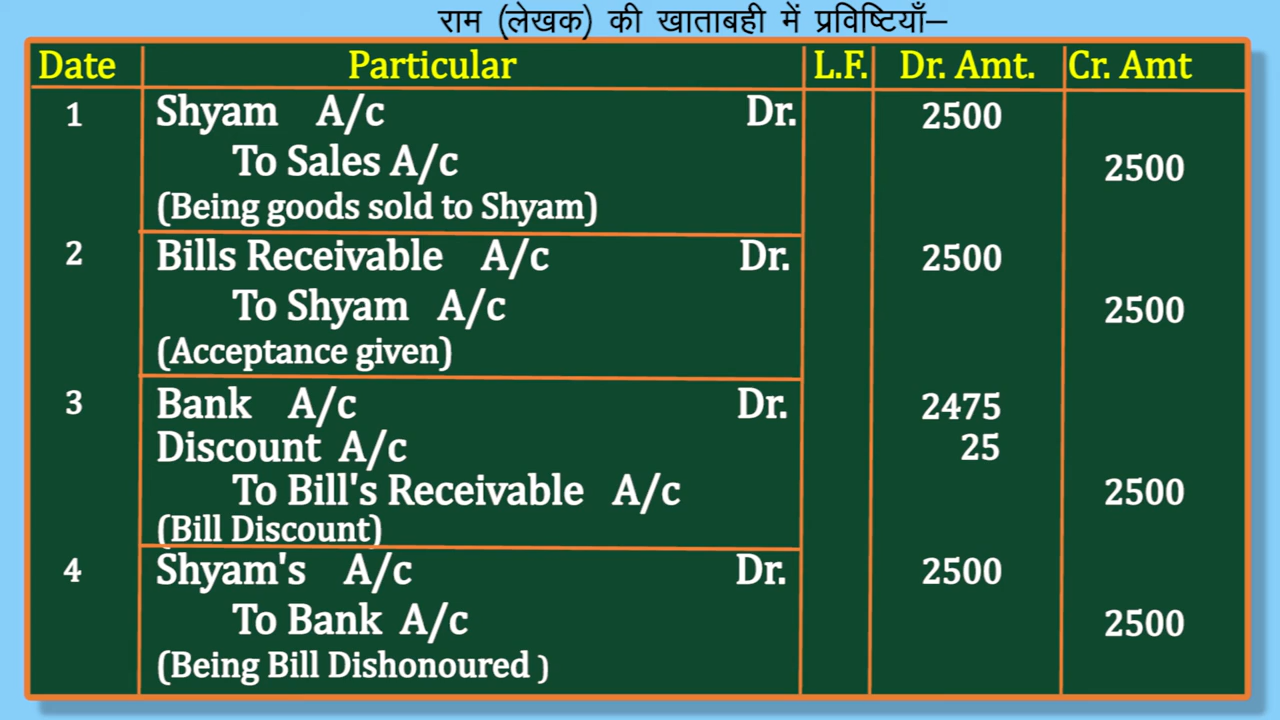 राम (लेखक) की खाताबही में प्रविष्टियाँ–
Date Particular L.F. Dr. Amt. Cr. Amt
1 Shyam A/c Dr. 2500
To Sales A/c 2500
(Being goods sold to Shyam)
2 Bills Receivable A/c Dr. 2500
To Shyam A/c 2500
(Acceptance given)
3 Bank A/c Dr. 2475
Discount A/c 25
To Bill's Receivable A/c 2500
(Bill Discount)
4 Shyam's A/c Dr. 2500
To Bank A/c 2500
(Being Bill Dishonoured )